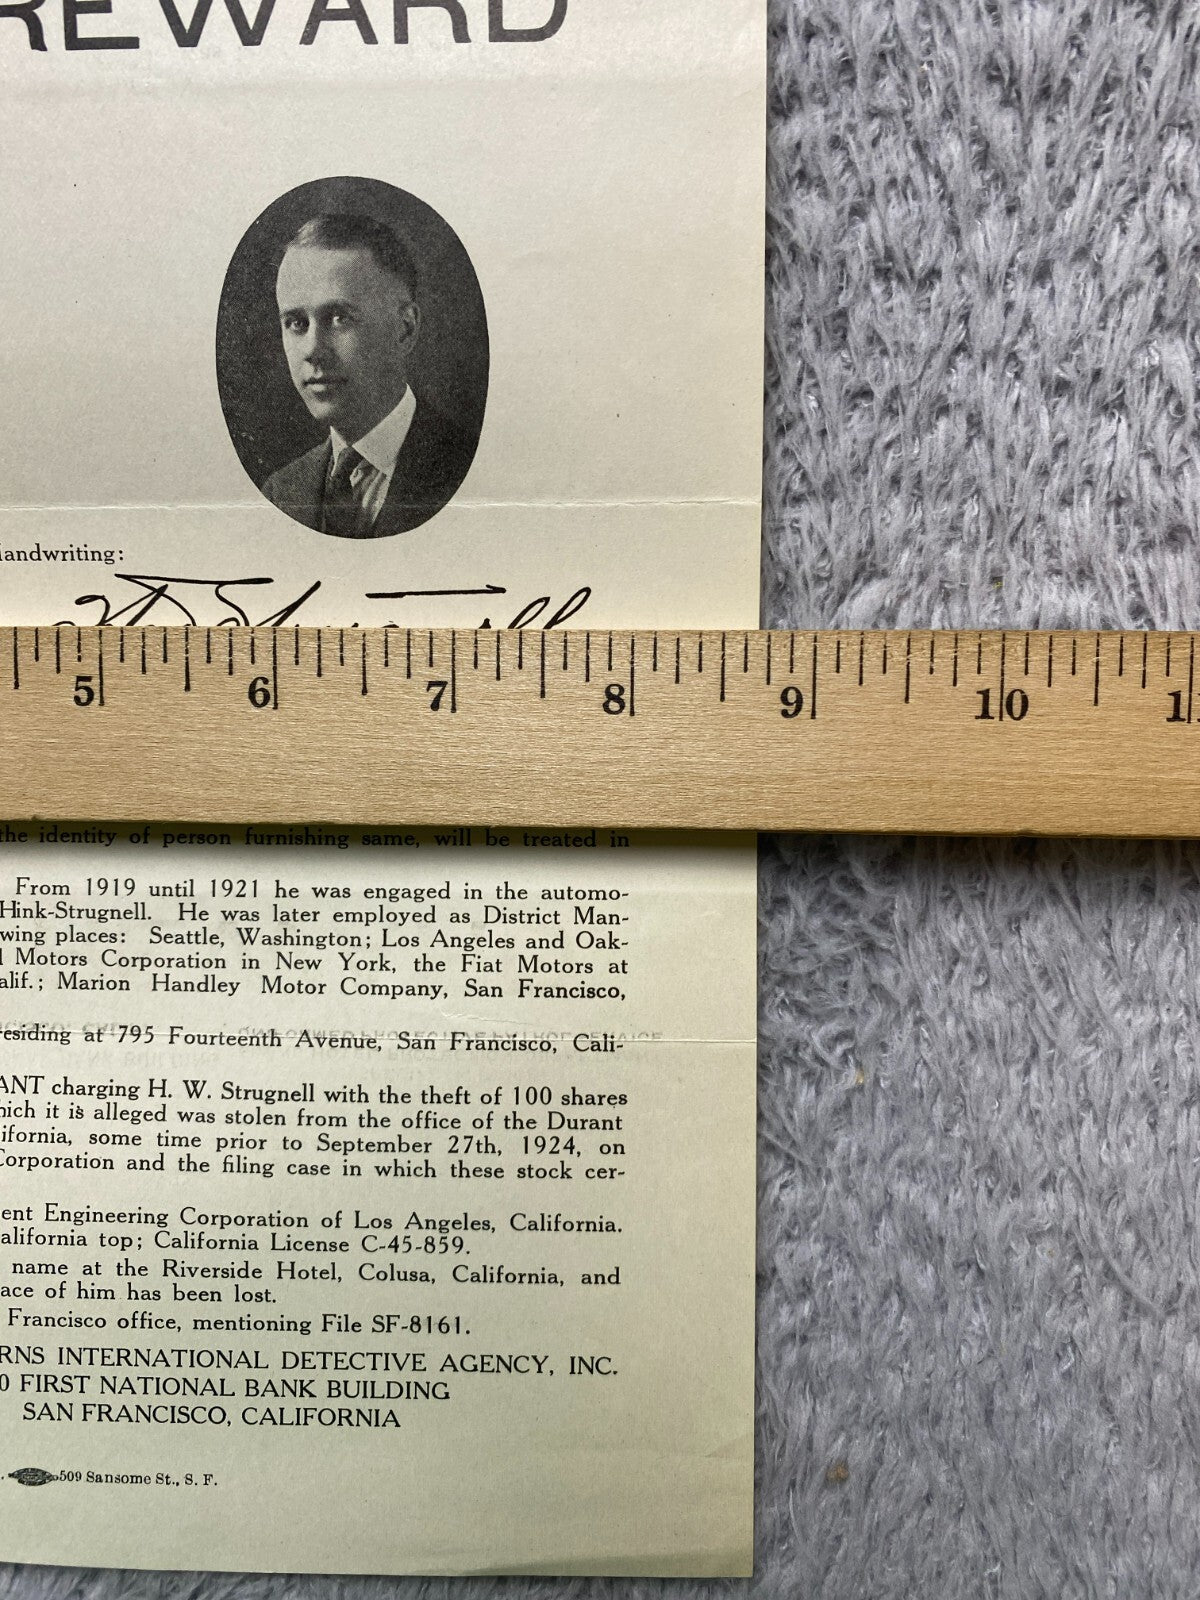 REWARD
Handwriting:
5 6 7 8 9 10
the identity of person furnishing same, will be treated in
From 1919 until 1921 he was engaged in the automo-
Hink-Strugnell. He was later employed as District Man-
wing places: Seattle, Washington; Los Angeles and Oak-
l Motors Corporation in New York, the Fiat Motors at
alif.; Marion Handley Motor Company, San Francisco,
residing at 795 Fourteenth Avenue, San Francisco, Cali-
ANT charging H. W. Strugnell with the theft of 100 shares
hich it is alleged was stolen from the office of the Durant
ifornia, some time prior to September 27th, 1924, on
Corporation and the filing case in which these stock cer-
ent Engineering Corporation of Los Angeles, California.
alifornia top; California License C-45-859.
name at the Riverside Hotel, Colusa, California, and
ace of him has been lost.
Francisco office, mentioning File SF-8161.
RNS INTERNATIONAL DETECTIVE AGENCY, INC.
0 FIRST NATIONAL BANK BUILDING
SAN FRANCISCO, CALIFORNIA
509 Sansome St., S. F.